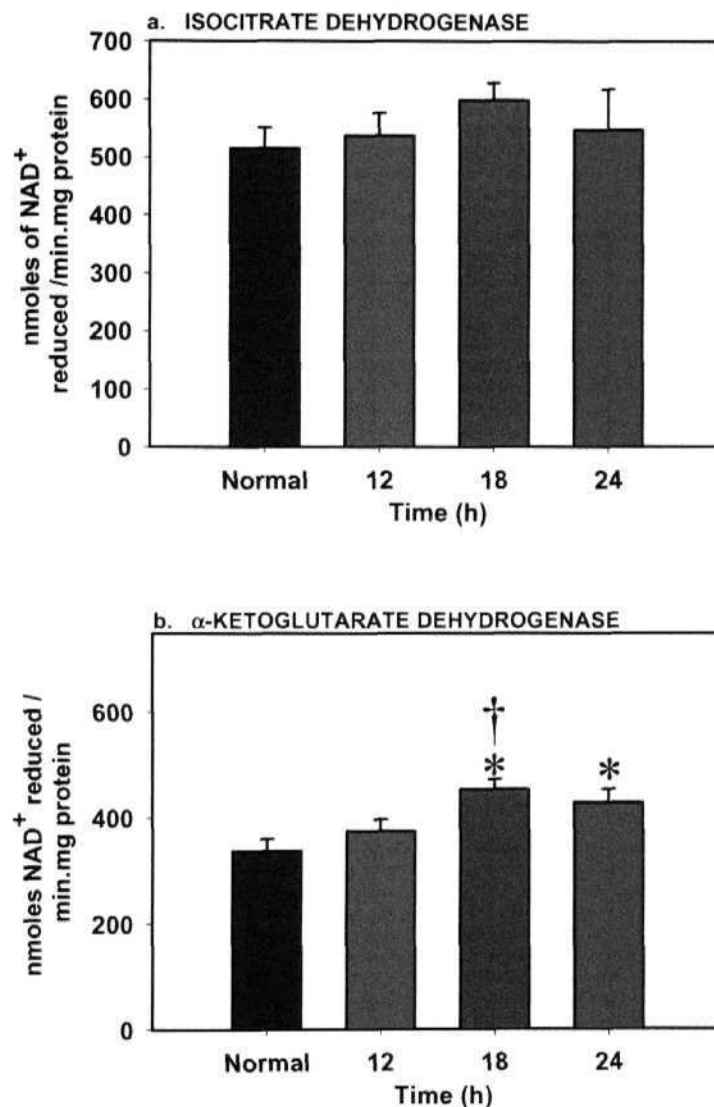 a. ISOCITRATE DEHYDROGENASE
700
600
500
400
300
200
100
0
nmoles of NAD+
reduced /min.mg protein
Normal 12 18 24
Time (h)
b. α-KETOGLUTARATE DEHYDROGENASE
600
400
200
0
nmoles NAD+ reduced /
min.mg protein
†
* *
Normal 12 18 24
Time (h)